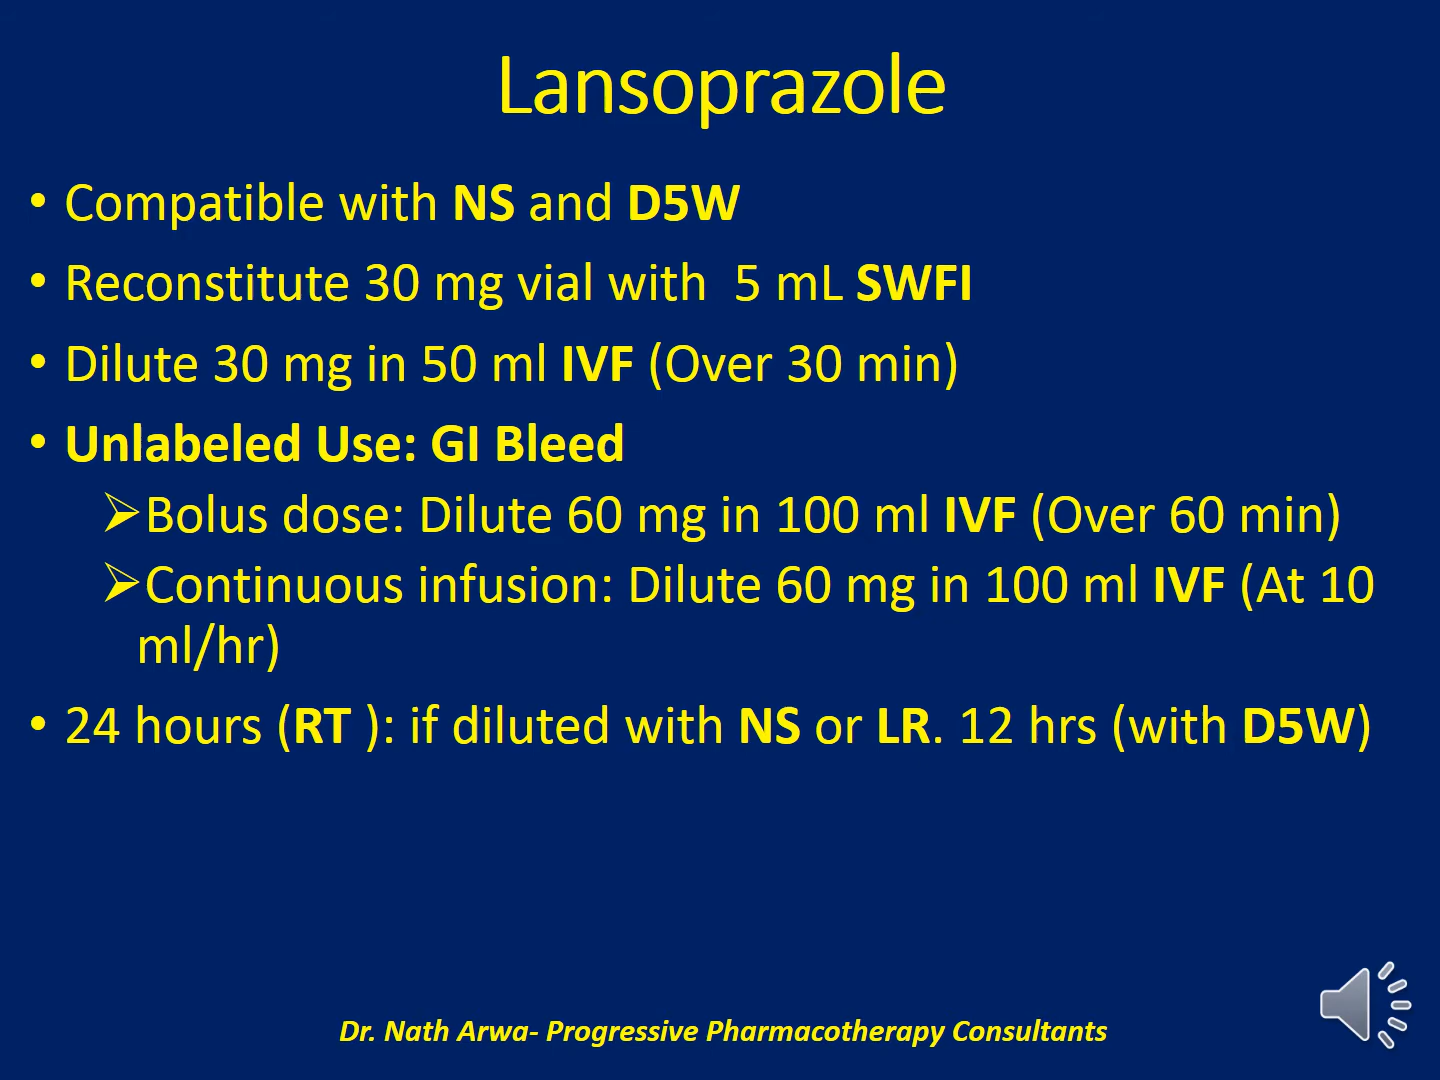 Lansoprazole
• Compatible with NS and D5W
• Reconstitute 30 mg vial with  5 mL SWFI
• Dilute 30 mg in 50 ml IVF (Over 30 min)
• Unlabeled Use: GI Bleed
➢Bolus dose: Dilute 60 mg in 100 ml IVF (Over 60 min)
➢Continuous infusion: Dilute 60 mg in 100 ml IVF (At 10
ml/hr)
• 24 hours (RT ): if diluted with NS or LR. 12 hrs (with D5W)
Dr. Nath Arwa- Progressive Pharmacotherapy Consultants